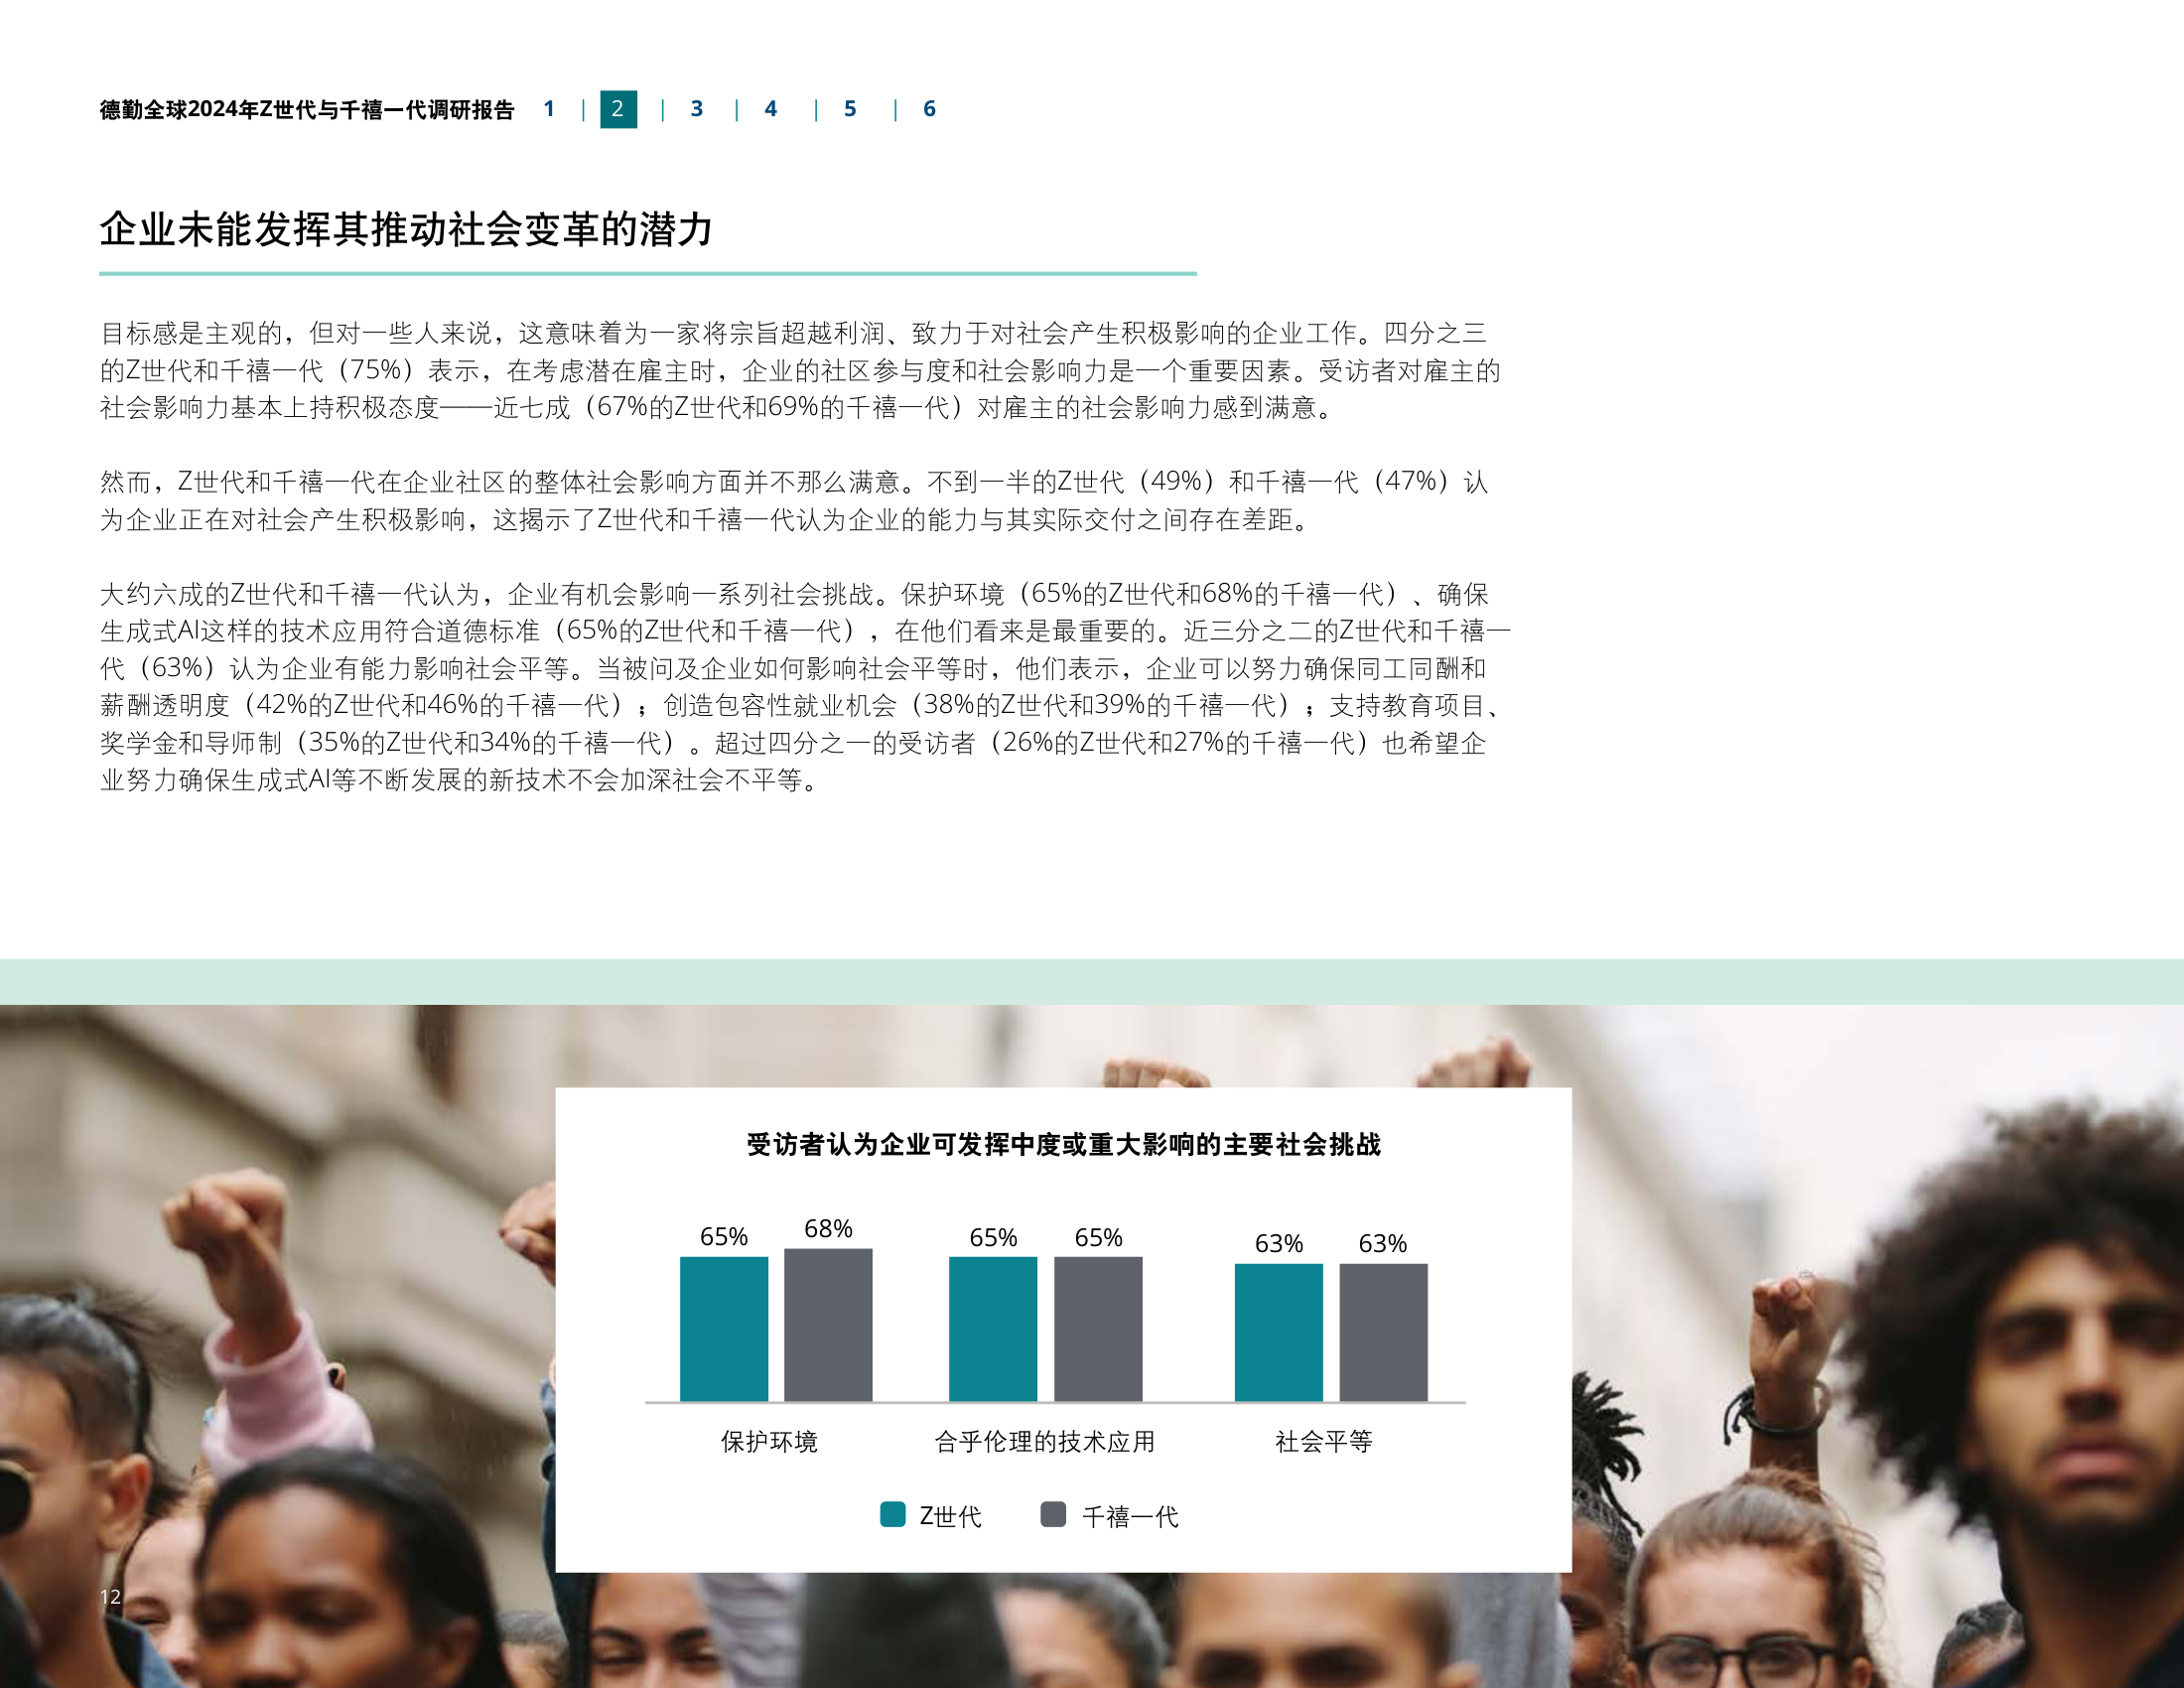 德勤全球2024年Z世代与千禧一代调研报告 1 | 2 | 3 | 4 | 5 | 6
企业未能发挥其推动社会变革的潜力
目标感是主观的，但对一些人来说，这意味着为一家将宗旨超越利润、致力于对社会产生积极影响的企业工作。四分之三
的Z世代和千禧一代（75%）表示，在考虑潜在雇主时，企业的社区参与度和社会影响力是一个重要因素。受访者对雇主的
社会影响力基本上持积极态度——近七成（67%的Z世代和69%的千禧一代）对雇主的社会影响力感到满意。
然而，Z世代和千禧一代在企业社区的整体社会影响方面并不那么满意。不到一半的Z世代（49%）和千禧一代（47%）认
为企业正在对社会产生积极影响，这揭示了Z世代和千禧一代认为企业的能力与其实际交付之间存在差距。
大约六成的Z世代和千禧一代认为，企业有机会影响一系列社会挑战。保护环境（65%的Z世代和68%的千禧一代）、确保
生成式AI这样的技术应用符合道德标准（65%的Z世代和千禧一代），在他们看来是最重要的。近三分之二的Z世代和千禧一
代（63%）认为企业有能力影响社会平等。当被问及企业如何影响社会平等时，他们表示，企业可以努力确保同工同酬和
薪酬透明度（42%的Z世代和46%的千禧一代）；创造包容性就业机会（38%的Z世代和39%的千禧一代）；支持教育项目、
奖学金和导师制（35%的Z世代和34%的千禧一代）。超过四分之一的受访者（26%的Z世代和27%的千禧一代）也希望企
业努力确保生成式AI等不断发展的新技术不会加深社会不平等。
受访者认为企业可发挥中度或重大影响的主要社会挑战
65% 68% 65% 65% 63% 63%
保护环境 合乎伦理的技术应用 社会平等
Z世代 千禧一代
12